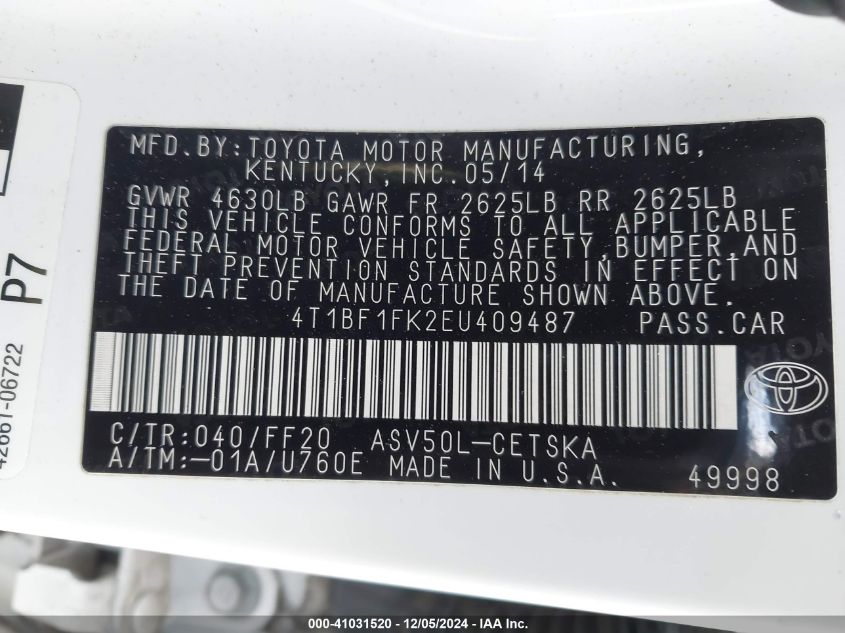 MFD.BY:TOYOTA MOTOR MANUFACTURING,
KENTUCKY, INC.05/14
GVWR 4630LB GAWR FR 2625LB RR 2625LB
THIS VEHICLE CONFORMS TO ALL APPLICABLE
FEDERAL MOTOR VEHICLE SAFETY,BUMPER,AND
THEFT PREVENTION STANDARDS IN EFFECT ON
THE DATE OF MANUFACTURE SHOWN ABOVE.
4T1BF1FK2EU409487 PASS.CAR
C/TR:040/FF20 ASV50L-CETSKA
A/TM:-01A/U760E MADE IN U.S.A. 49998
P7
42661-06722
000-41031520 - 12/05/2024 - IAAI.com